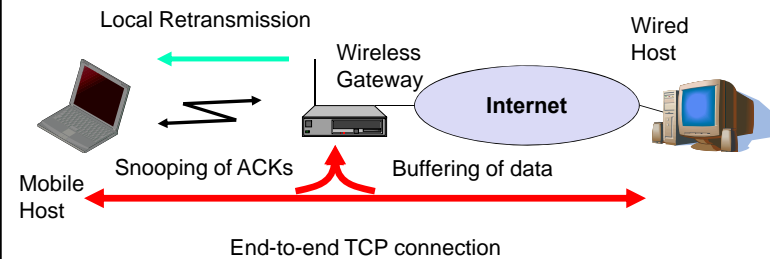 Local Retransmission
Wireless
Gateway
Wired
Host
Internet
Snooping of ACKs
Buffering of data
Mobile
Host
End-to-end TCP connection